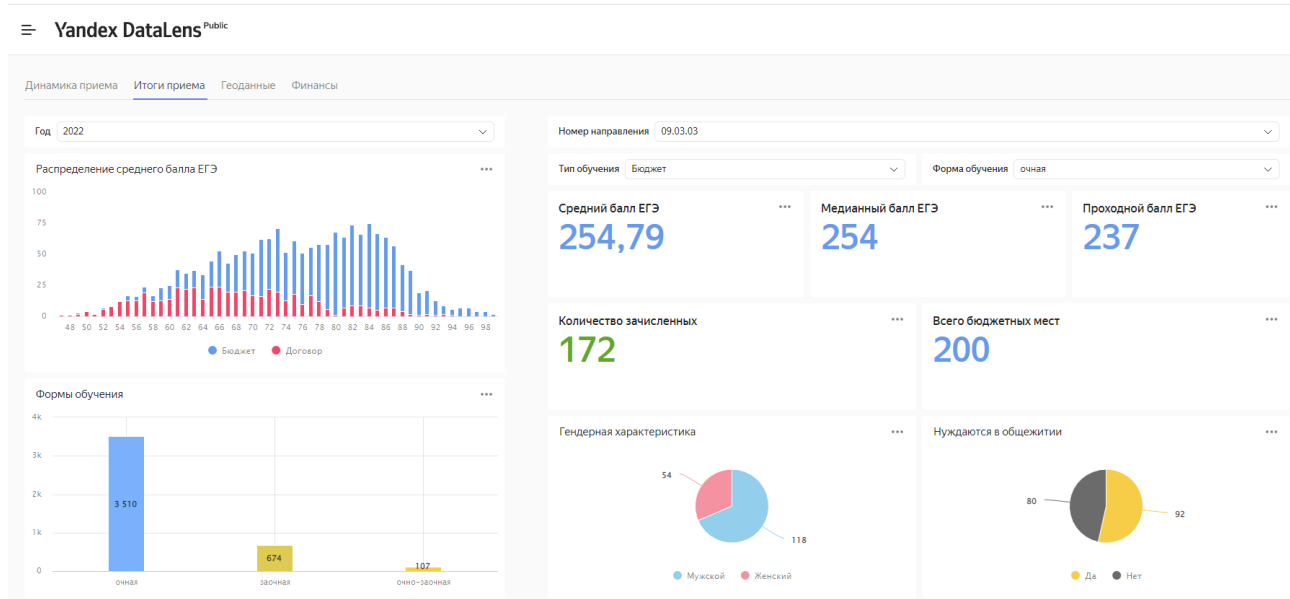 Yandex DataLens Public
Динамика приема Итоги приема Геоданные Финансы
Год 2022
Распределение среднего балла ЕГЭ
100
75
50
25
0
48 50 52 54 56 58 60 62 64 66 68 70 72 74 76 78 80 82 84 86 88 90 92 94 96 98
Бюджет Договор
Формы обучения
4k
3k
2k
1k
0
3 510
674
107
очная заочная очно-заочная
Номер направления 09.03.03
Тип обучения Бюджет
Форма обучения очная
Средний балл ЕГЭ
254,79
Медианный балл ЕГЭ
254
Проходной балл ЕГЭ
237
Количество зачисленных
172
Всего бюджетных мест
200
Гендерная характеристика
54
118
Мужской Женский
Нуждаются в общежитии
80
92
Да Нет